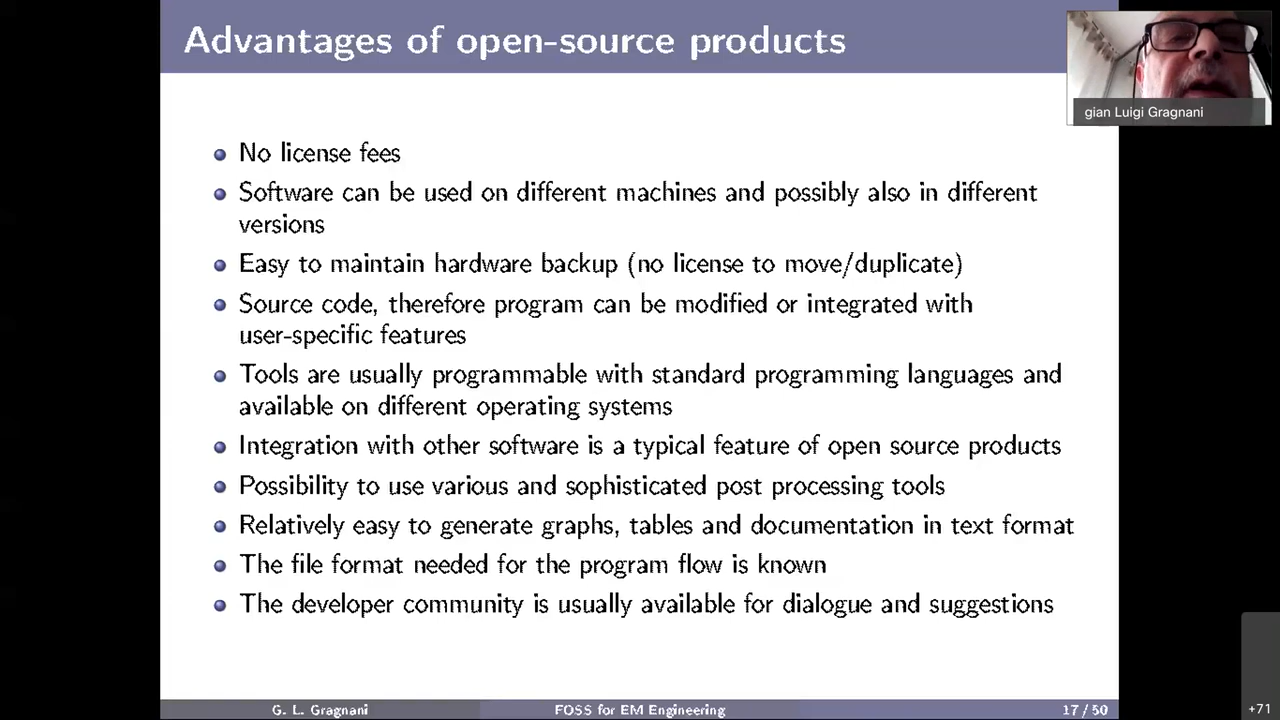 Advantages of open-source products
gian Luigi Gragnani
No license fees
Software can be used on different machines and possibly also in different
versions
Easy to maintain hardware backup (no license to move/duplicate)
Source code, therefore program can be modified or integrated with
user-specific features
Tools are usually programmable with standard programming languages and
available on different operating systems
Integration with other software is a typical feature of open source products
Possibility to use various and sophisticated post processing tools
Relatively easy to generate graphs, tables and documentation in text format
The file format needed for the program flow is known
The developer community is usually available for dialogue and suggestions
G. L. Gragnani
FOSS for EM Engineering
17 / 50
+71